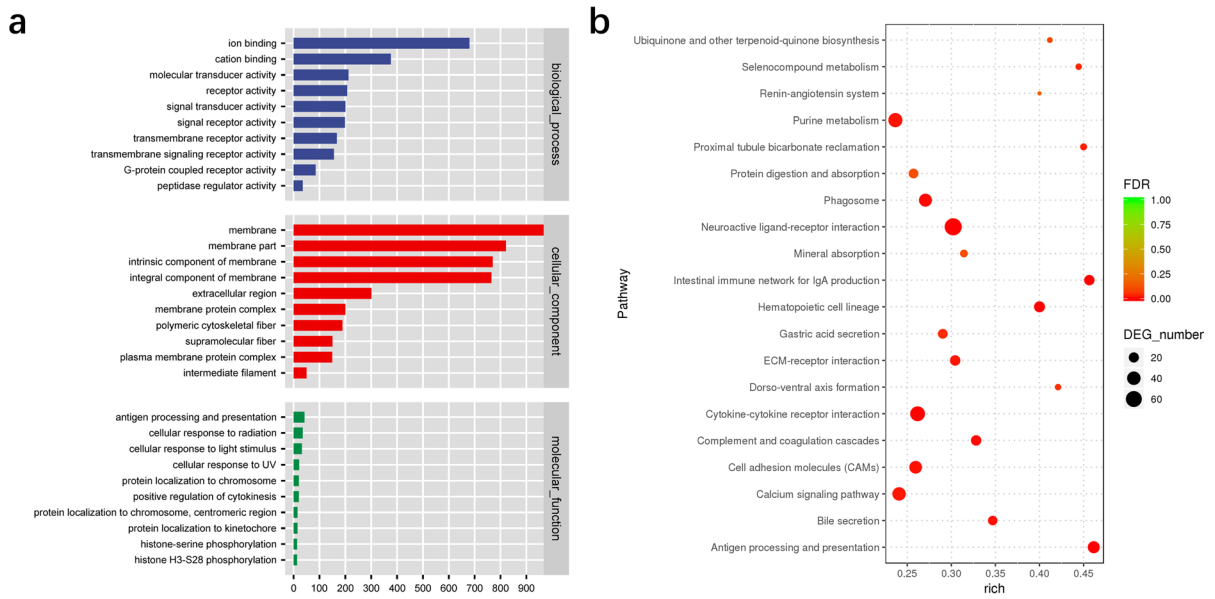 a
ion binding
cation binding
molecular transducer activity
receptor activity
signal transducer activity
signal receptor activity
transmembrane receptor activity
transmembrane signaling receptor activity
G-protein coupled receptor activity
peptidase regulator activity
biological_process
membrane
membrane part
intrinsic component of membrane
integral component of membrane
extracellular region
membrane protein complex
polymeric cytoskeletal fiber
supramolecular fiber
plasma membrane protein complex
intermediate filament
cellular_component
antigen processing and presentation
cellular response to radiation
cellular response to light stimulus
cellular response to UV
protein localization to chromosome
positive regulation of cytokinesis
protein localization to chromosome, centromeric region
protein localization to kinetochore
histone-serine phosphorylation
histone H3-S28 phosphorylation
molecular_function
0 100 200 300 400 500 600 700 800 900
b
Pathway
Ubiquinone and other terpenoid-quinone biosynthesis
Selenocompound metabolism
Renin-angiotensin system
Purine metabolism
Proximal tubule bicarbonate reclamation
Protein digestion and absorption
Phagosome
Neuroactive ligand-receptor interaction
Mineral absorption
Intestinal immune network for IgA production
Hematopoietic cell lineage
Gastric acid secretion
ECM-receptor interaction
Dorso-ventral axis formation
Cytokine-cytokine receptor interaction
Complement and coagulation cascades
Cell adhesion molecules (CAMs)
Calcium signaling pathway
Bile secretion
Antigen processing and presentation
0.25 0.30 0.35 0.40 0.45
rich
FDR
1.00
0.75
0.50
0.25
0.00
DEG_number
20
40
60